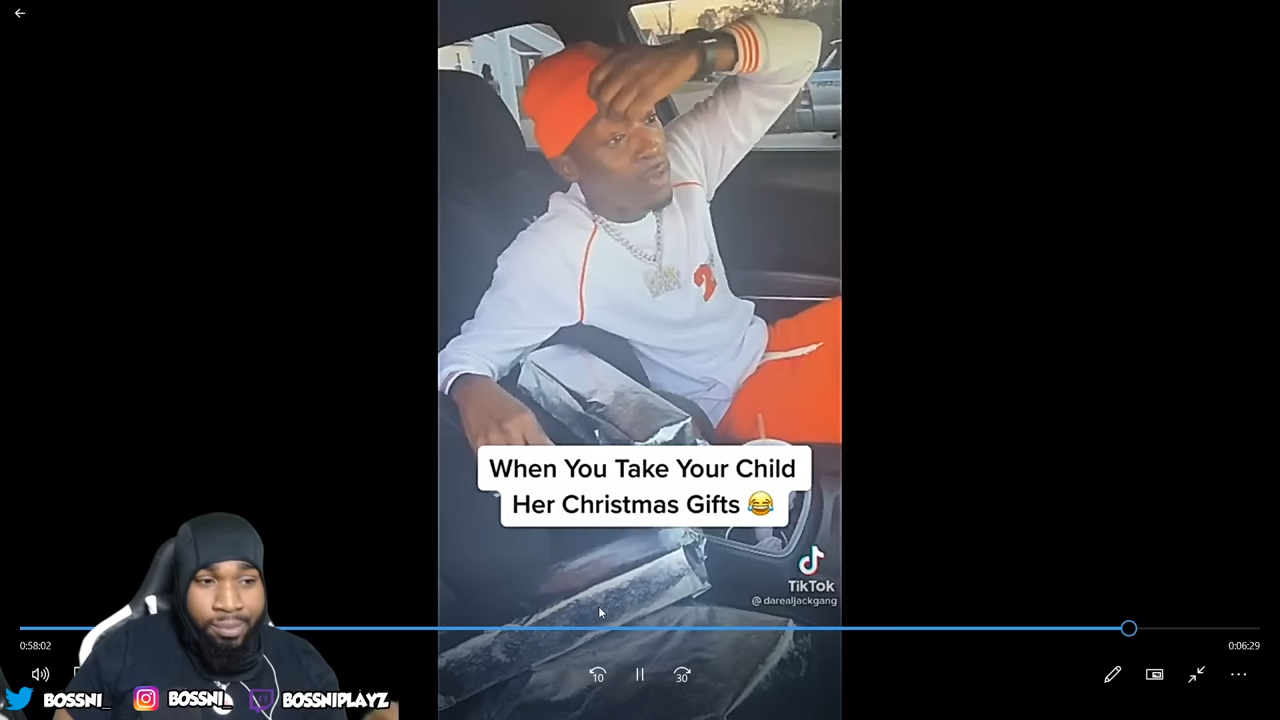 When You Take Your Child
Her Christmas Gifts 😂
TikTok
@darealjackgang
0:58:02
0:06:29
10
30
BOSSNI_
BOSSNI_
BOSSNIPLAYZ